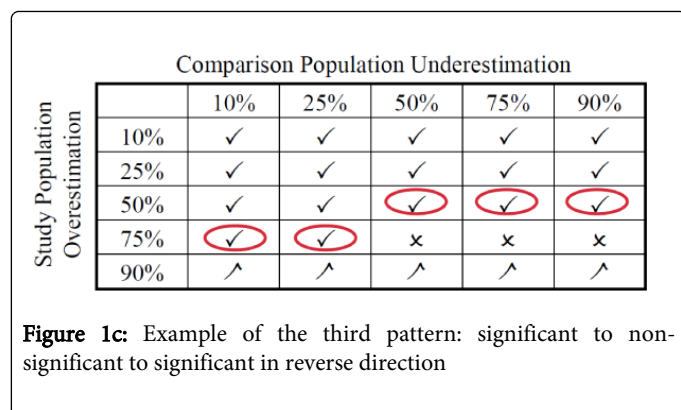 Comparison Population Underestimation
Study Population
Overestimation
10% 25% 50% 75% 90%
10% ✓ ✓ ✓ ✓ ✓
25% ✓ ✓ ✓ ✓ ✓
50% ✓ ✓ ✓ ✓ ✓
75% ✓ ✓ x x x
90% ↗ ↗ ↗ ↗ ↗
Figure 1c: Example of the third pattern: significant to non-
significant to significant in reverse direction